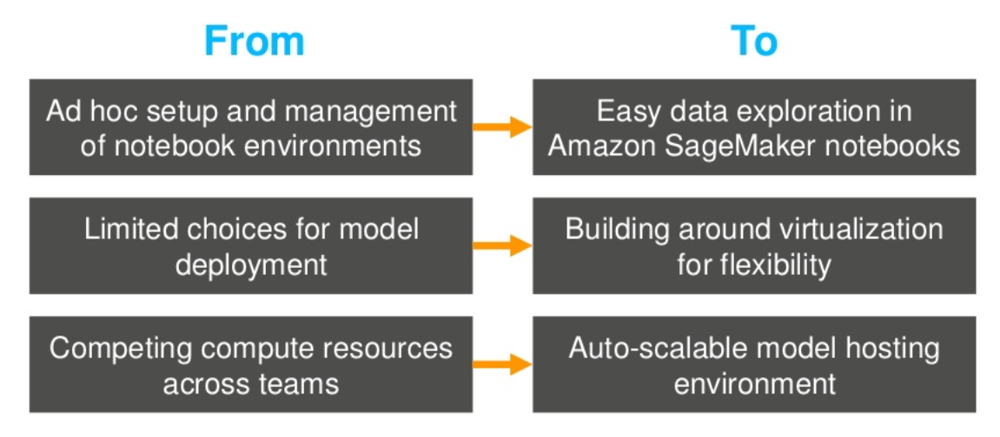 From
To
Ad hoc setup and management
of notebook environments
Easy data exploration in
Amazon SageMaker notebooks
Limited choices for model
deployment
Building around virtualization
for flexibility
Competing compute resources
across teams
Auto-scalable model hosting
environment